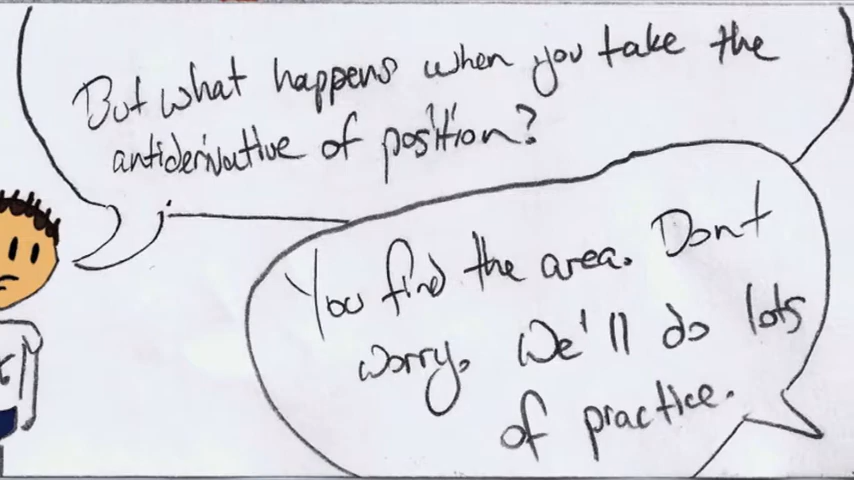 But what happens when you take the
antiderivative of position?
You find the area. Dont
worry. We'll do lots
of practice.